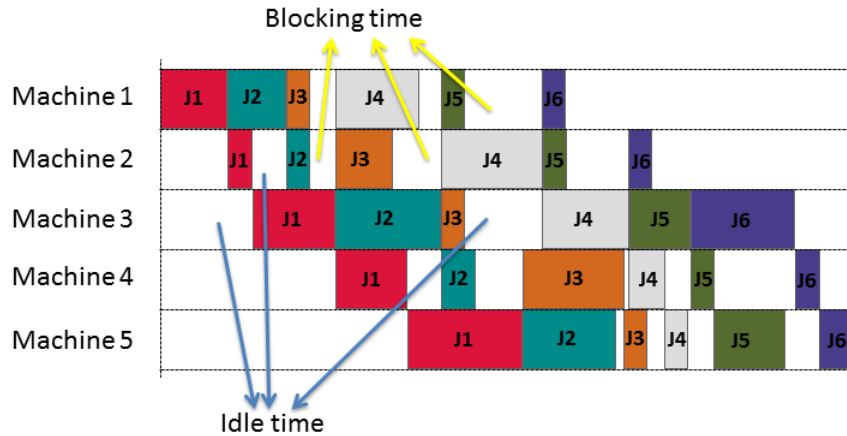 Blocking time
Machine 1 J1 J2 J3 J4 J5 J6
Machine 2 J1 J2 J3 J4 J5 J6
Machine 3 J1 J2 J3 J4 J5 J6
Machine 4 J1 J2 J3 J4 J5 J6
Machine 5 J1 J2 J3 J4 J5 J6
Idle time